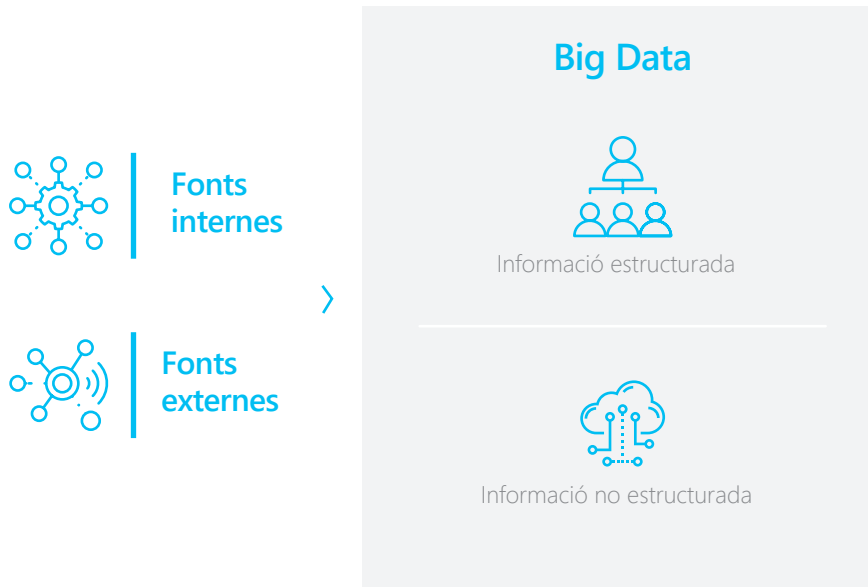 Big Data
Fonts
internes
Informació estructurada
Fonts
externes
Informació no estructurada